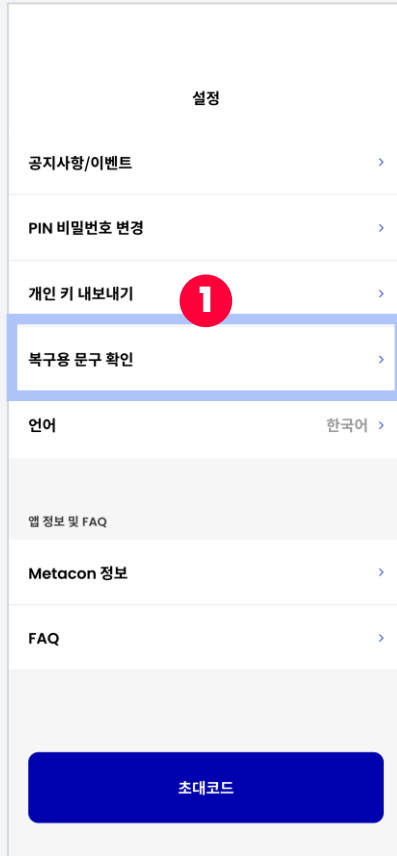 설정
공지사항/이벤트
PIN 비밀번호 변경
개인 키 내보내기
1
복구용 문구 확인
언어 한국어
앱 정보 및 FAQ
Metacon 정보
FAQ
초대코드